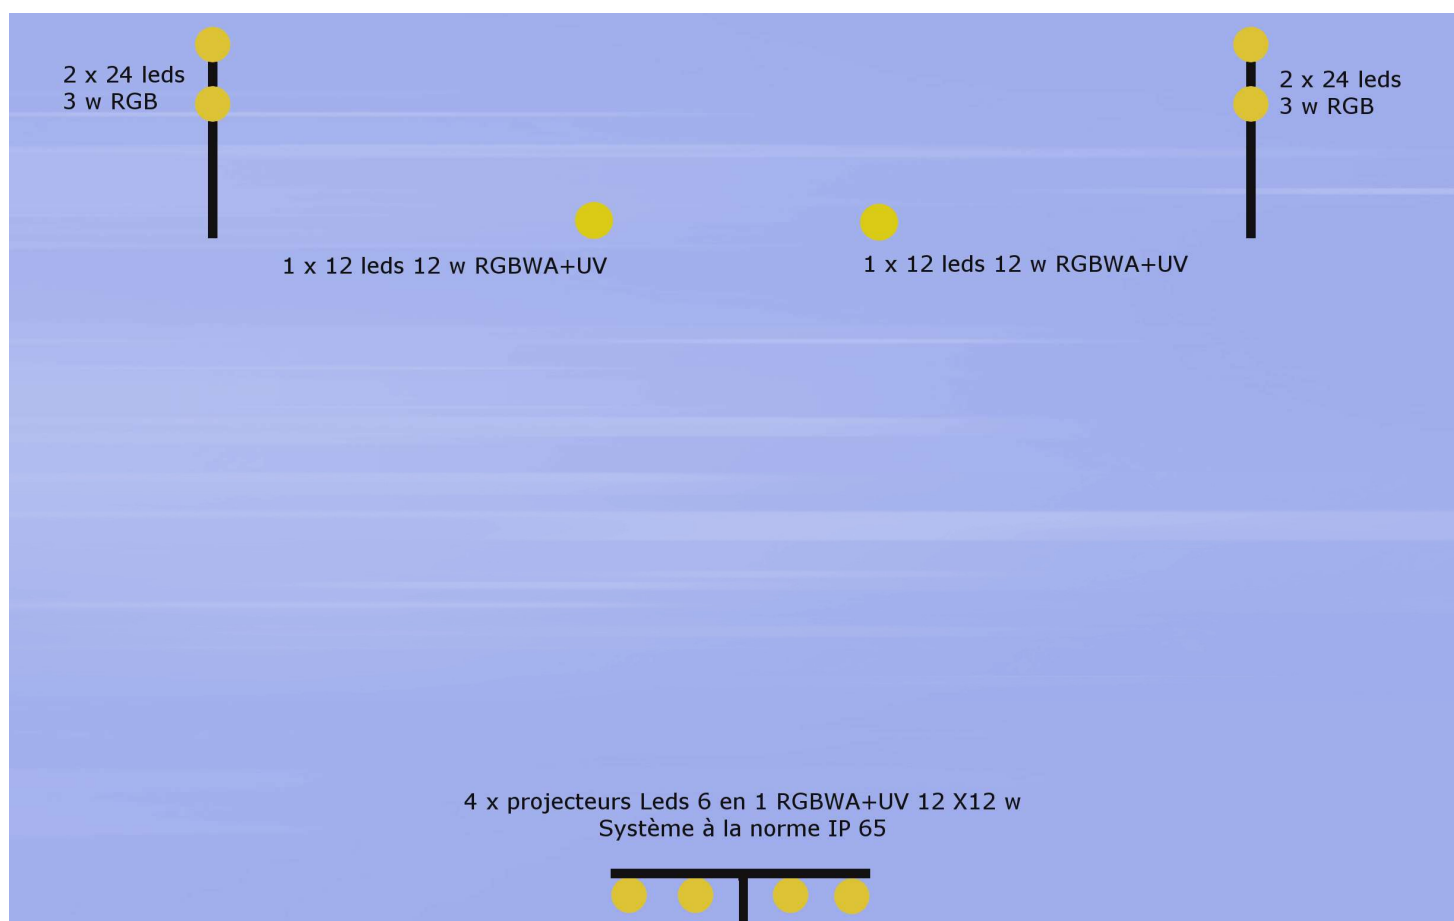 2 x 24 leds
3 w RGB
2 x 24 leds
3 w RGB
1 x 12 leds 12 w RGBWA+UV
1 x 12 leds 12 w RGBWA+UV
4 x projecteurs Leds 6 en 1 RGBWA+UV 12 X12 w
Système à la norme IP 65